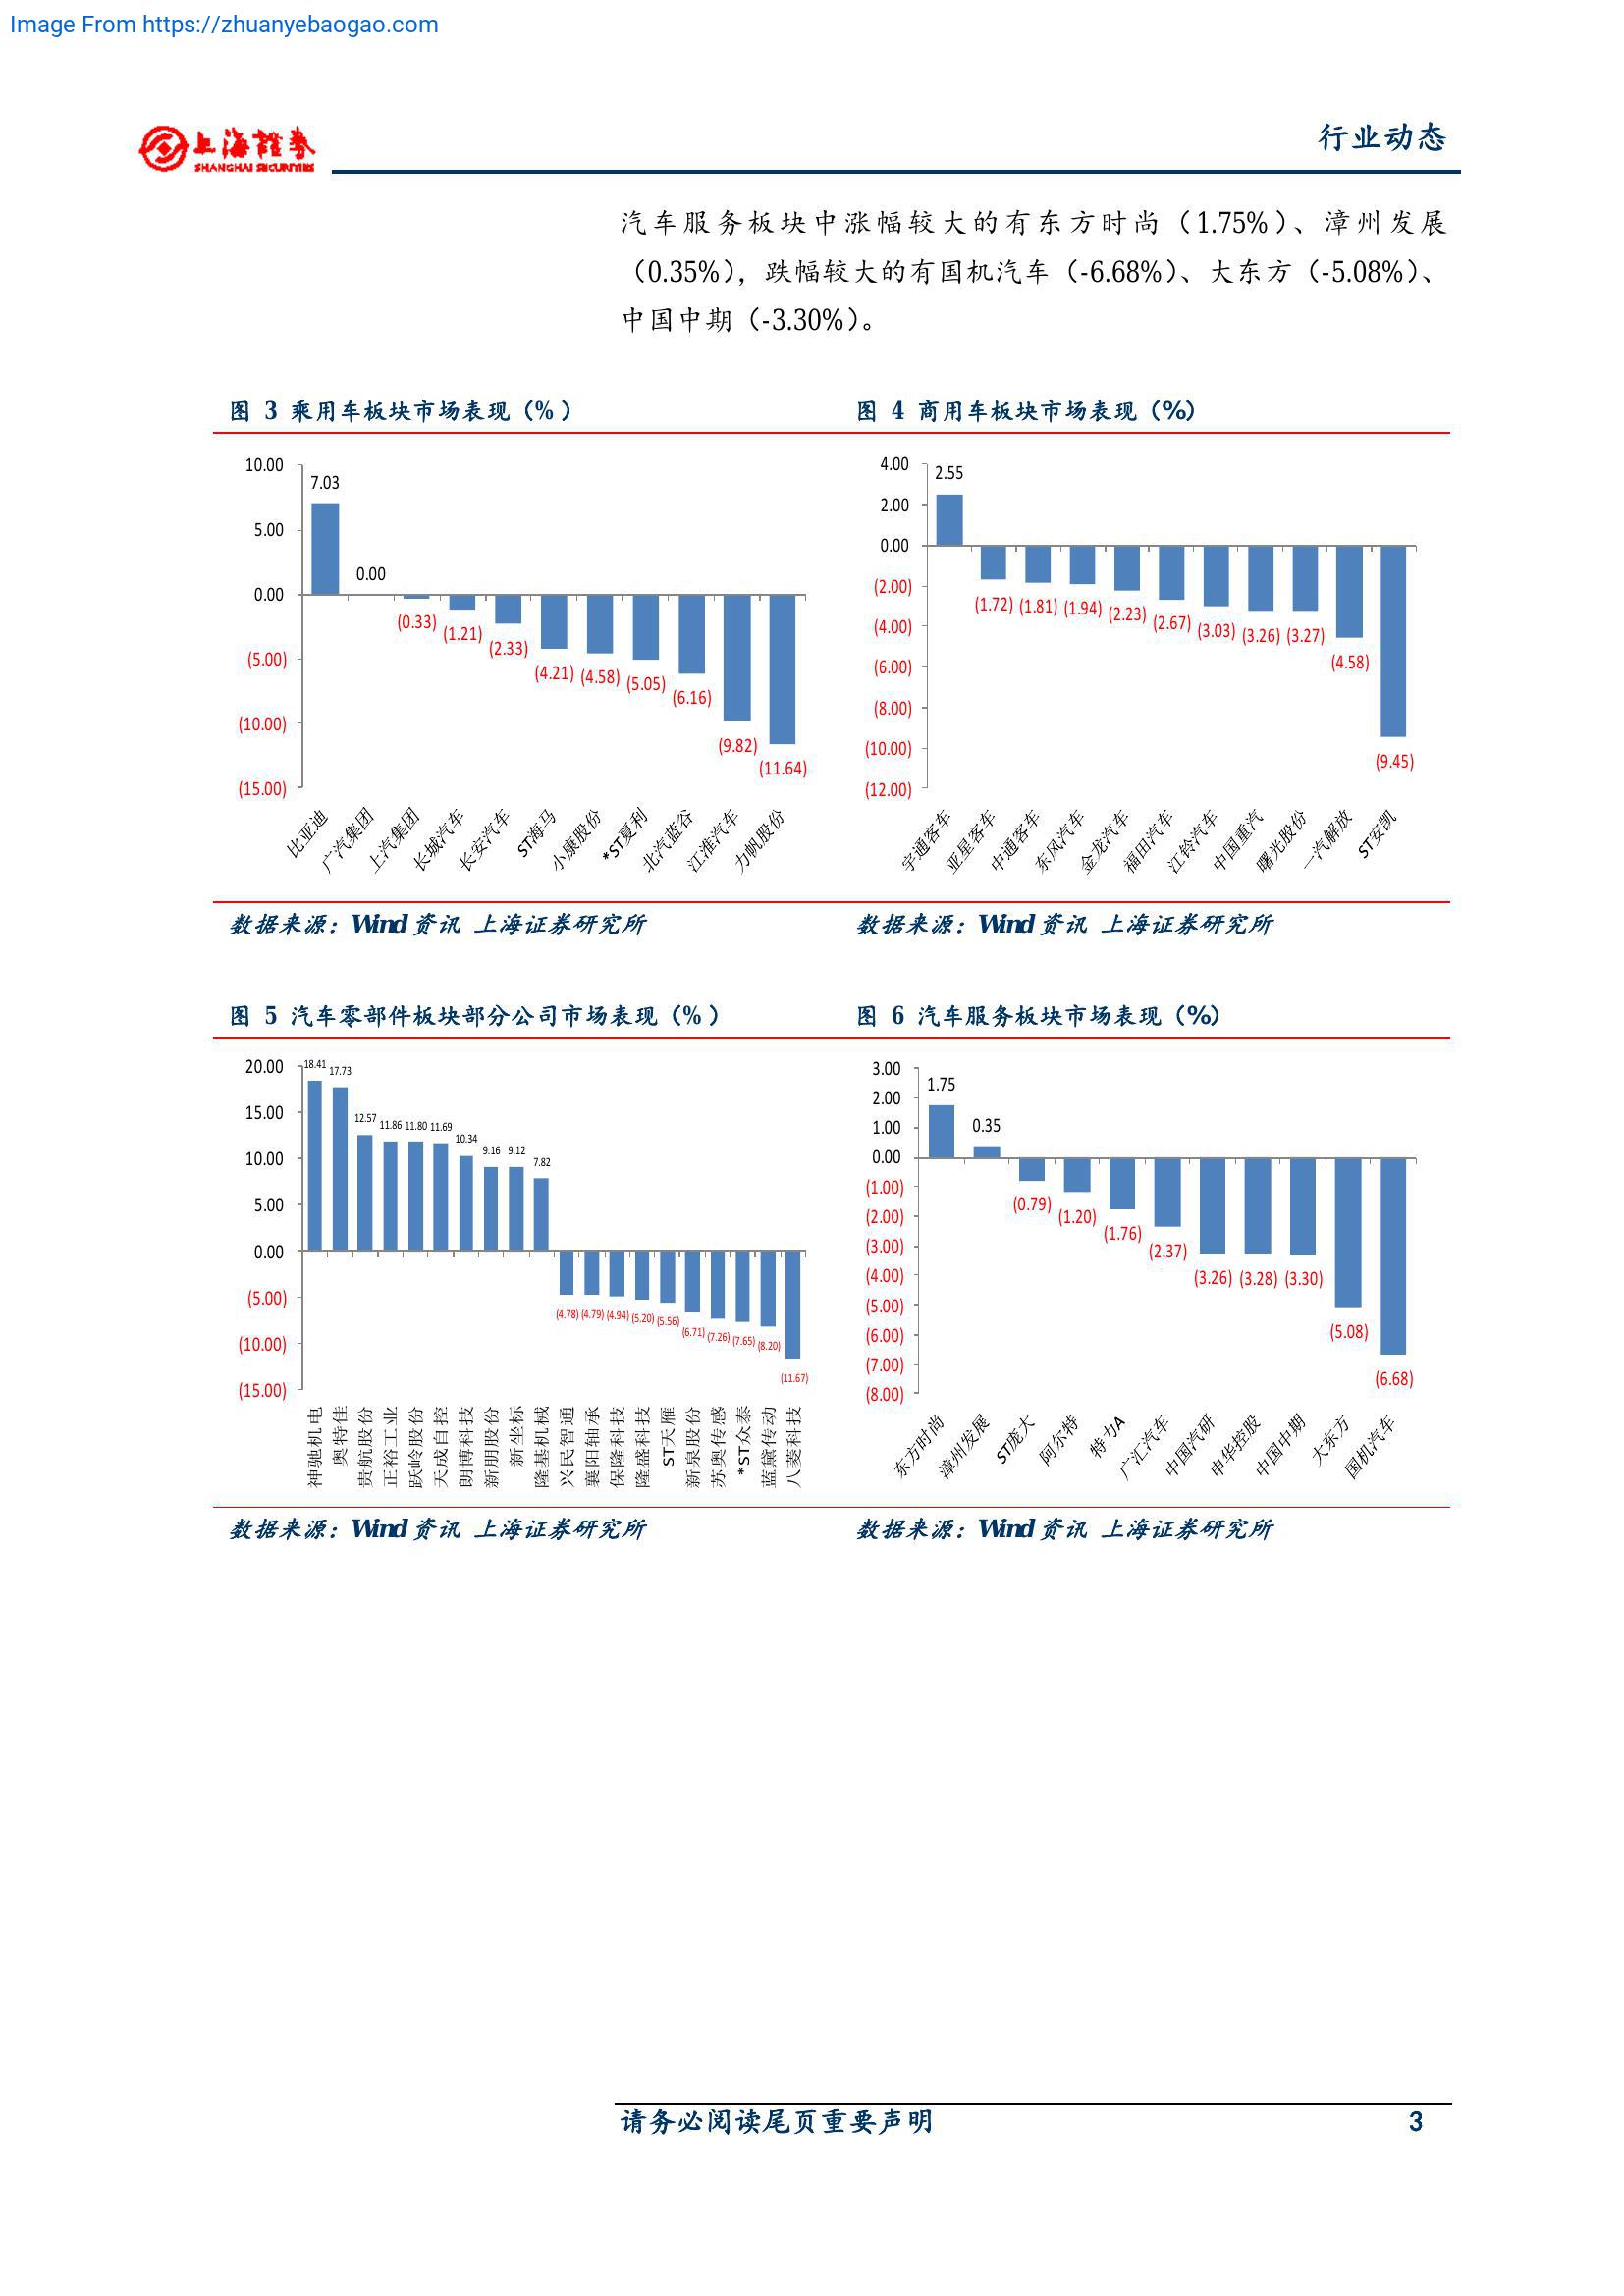 Image From https://zhuanyebaogao.com
上海證券
SHANGHAI SECURITIES
行业动态
汽车服务板块中涨幅较大的有东方时尚（1.75%）、漳州发展
（0.35%），跌幅较大的有国机汽车（-6.68%）、大东方（-5.08%）、
中国中期（-3.30%）。
图 3 乘用车板块市场表现（%）
10.00
5.00
0.00
(5.00)
(10.00)
(15.00)
7.03
0.00
(0.33)
(1.21)
(2.33)
(4.21)
(4.58)
(5.05)
(6.16)
(9.82)
(11.64)
比亚迪
广汽集团
上汽集团
长城汽车
长安汽车
ST海马
小康股份
*ST夏利
北汽蓝谷
江淮汽车
力帆股份
数据来源：Wind 资讯 上海证券研究所
图 4 商用车板块市场表现（%）
4.00
2.00
0.00
(2.00)
(4.00)
(6.00)
(8.00)
(10.00)
(12.00)
2.55
(1.72)
(1.81)
(1.94)
(2.23)
(2.67)
(3.03)
(3.26)
(3.27)
(4.58)
(9.45)
宇通客车
亚星客车
中通客车
东风汽车
金龙汽车
福田汽车
江铃汽车
中国重汽
曙光股份
一汽解放
ST安凯
数据来源：Wind 资讯 上海证券研究所
图 5 汽车零部件板块部分公司市场表现（%）
20.00
15.00
10.00
5.00
0.00
(5.00)
(10.00)
(15.00)
18.41
17.73
12.57
11.86
11.80
11.69
10.34
9.16
9.12
7.82
(4.78)
(4.79)
(4.94)
(5.20)
(5.56)
(6.71)
(7.26)
(7.65)
(8.20)
(11.67)
神驰机电
奥特佳
贵航股份
正裕工业
跃岭股份
天成自控
朗博科技
新朋股份
新坐标
隆基机械
兴民智通
襄阳轴承
保隆科技
隆盛科技
ST天雁
新泉股份
苏奥传感
*ST众泰
蓝黛传动
八菱科技
数据来源：Wind 资讯 上海证券研究所
图 6 汽车服务板块市场表现（%）
3.00
2.00
1.00
0.00
(1.00)
(2.00)
(3.00)
(4.00)
(5.00)
(6.00)
(7.00)
(8.00)
1.75
0.35
(0.79)
(1.20)
(1.76)
(2.37)
(3.26)
(3.28)
(3.30)
(5.08)
(6.68)
东方时尚
漳州发展
ST庞大
阿尔特
特力A
广汇汽车
中国汽研
申华控股
中国中期
大东方
国机汽车
数据来源：Wind 资讯 上海证券研究所
请务必阅读尾页重要声明
3